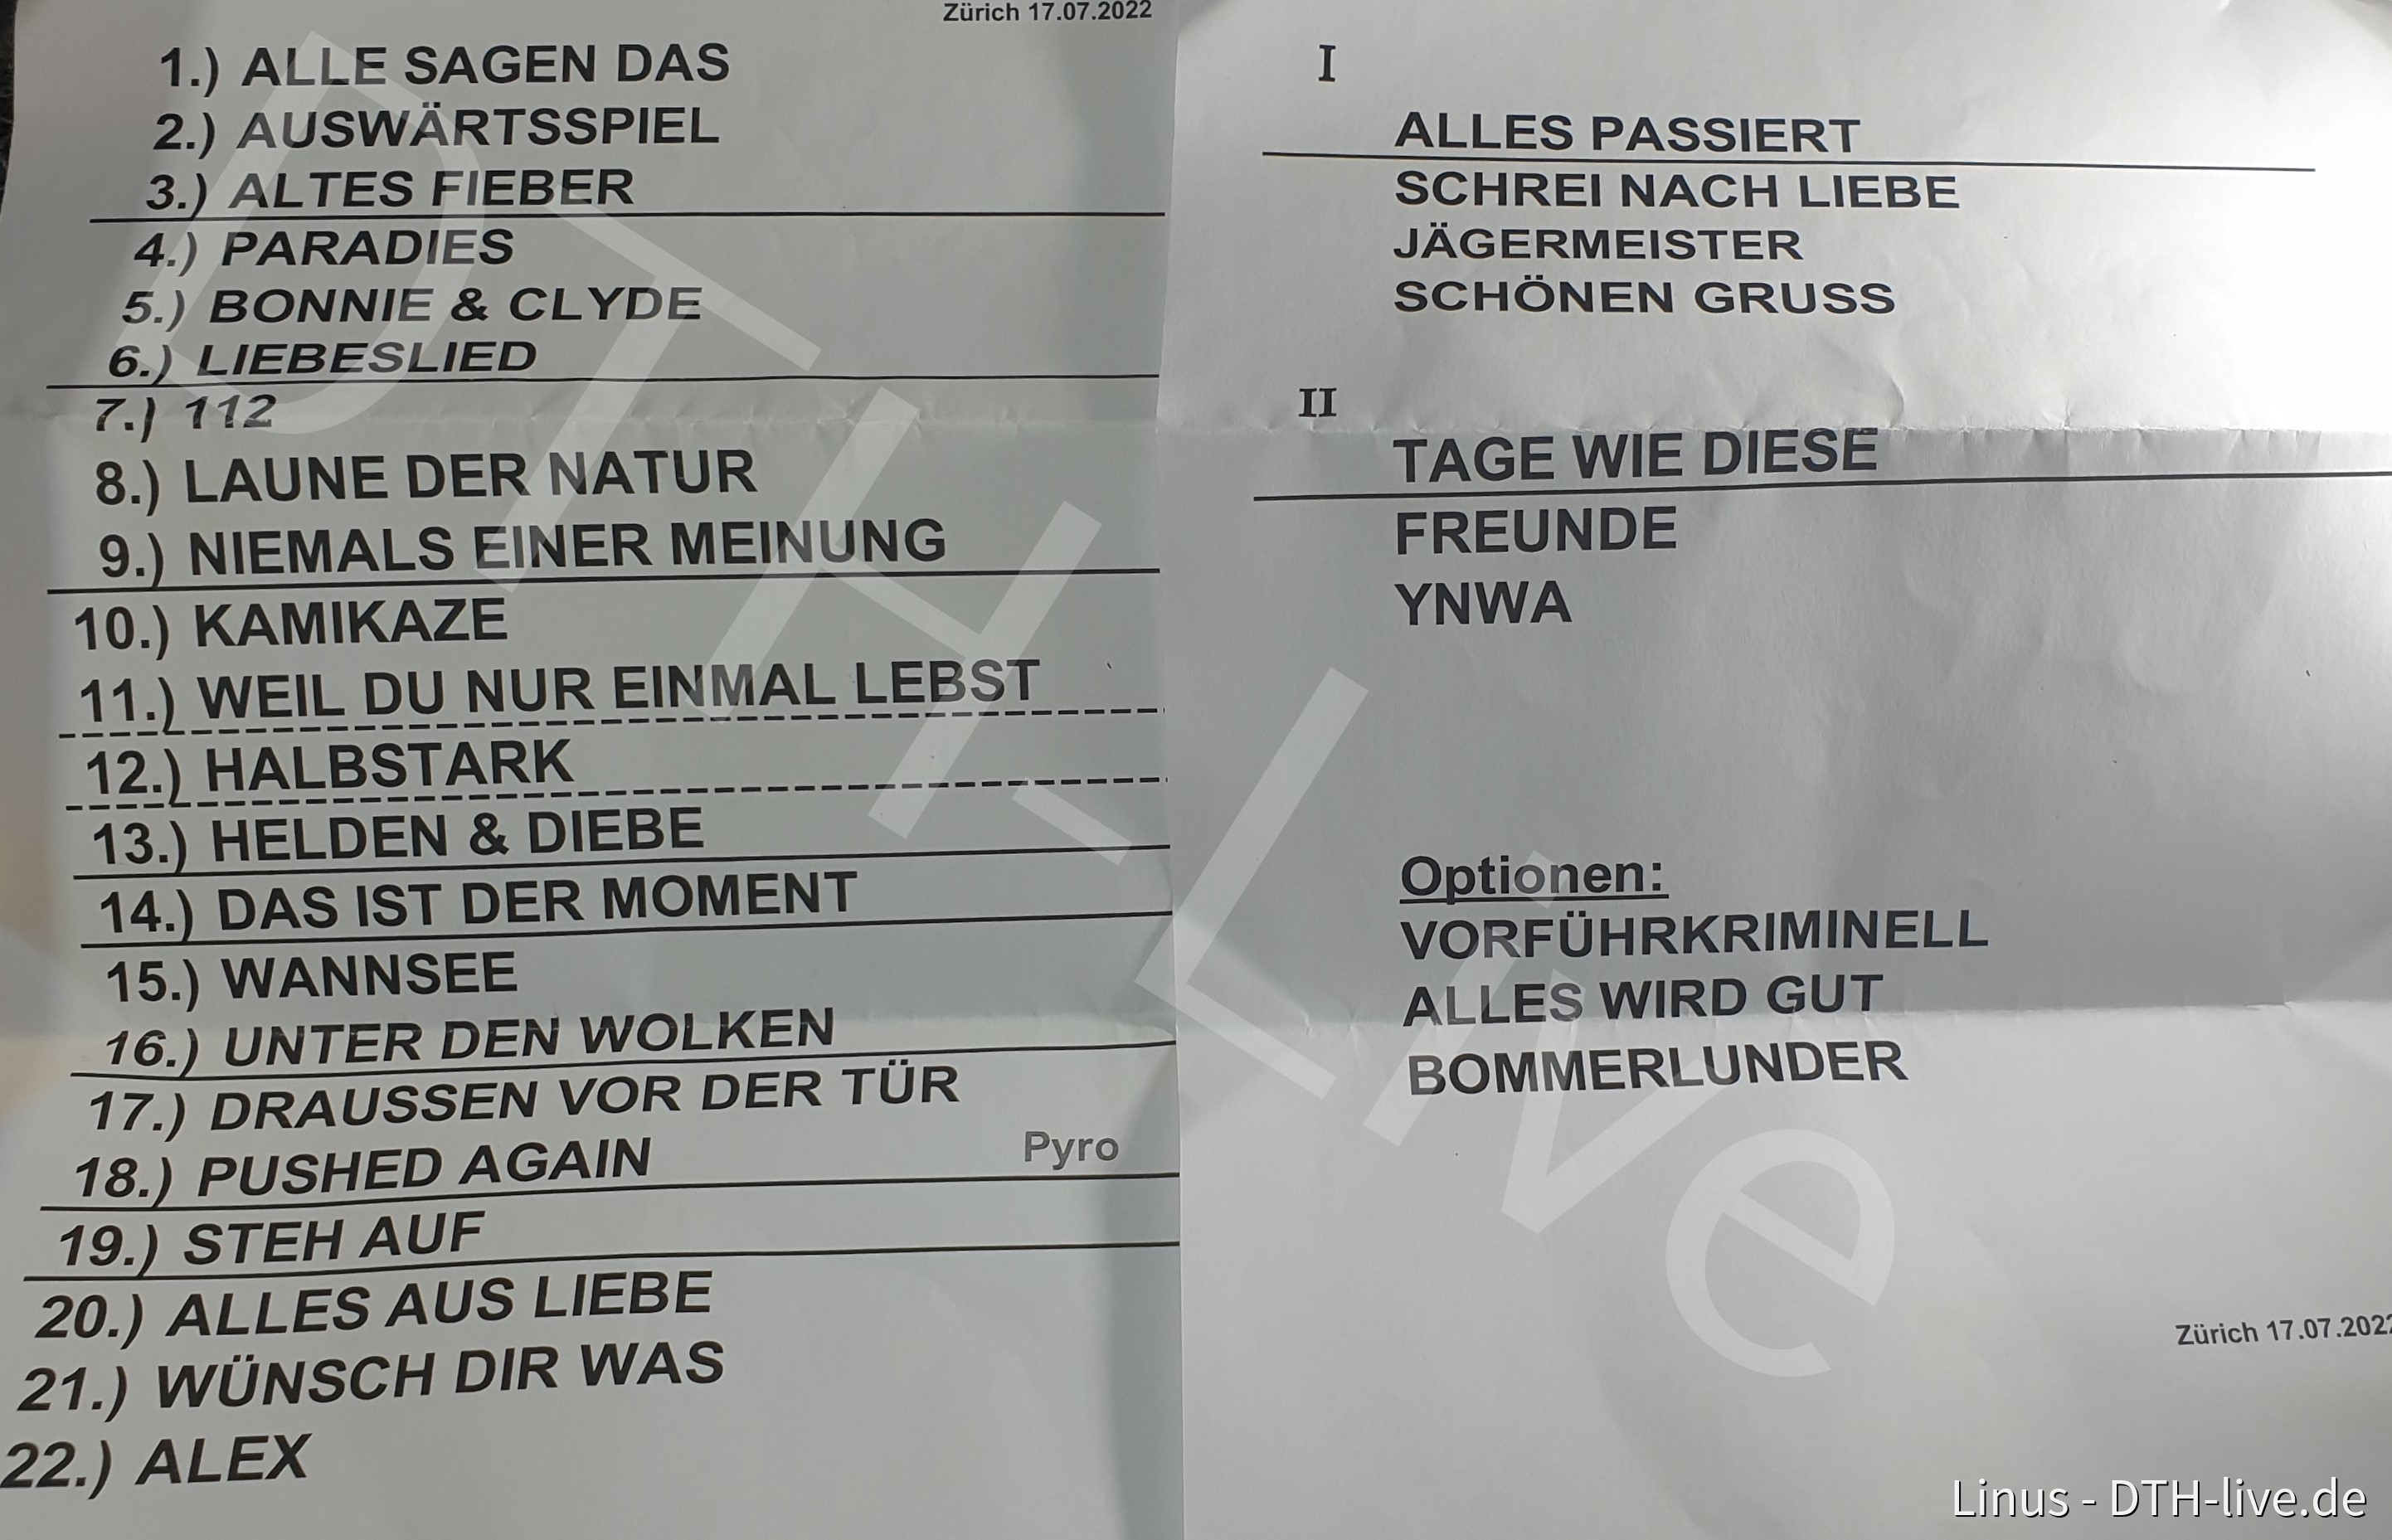 Zürich 17.07.2022
1.) ALLE SAGEN DAS
2.) AUSWÄRTSSPIEL
3.) ALTES FIEBER
4.) PARADIES
5.) BONNIE & CLYDE
6.) LIEBESLIED
7.) 112
8.) LAUNE DER NATUR
9.) NIEMALS EINER MEINUNG
10.) KAMIKAZE
11.) WEIL DU NUR EINMAL LEBST
12.) HALBSTARK
13.) HELDEN & DIEBE
14.) DAS IST DER MOMENT
15.) WANNSEE
16.) UNTER DEN WOLKEN
17.) DRAUSSEN VOR DER TÜR
18.) PUSHED AGAIN Pyro
19.) STEH AUF
20.) ALLES AUS LIEBE
21.) WÜNSCH DIR WAS
22.) ALEX
I
ALLES PASSIERT
SCHREI NACH LIEBE
JÄGERMEISTER
SCHÖNEN GRUSS
II
TAGE WIE DIESE
FREUNDE
YNWA
Optionen:
VORFÜHRKRIMINELL
ALLES WIRD GUT
BOMMERLUNDER
Zürich 17.07.2022
DTH-Live
Linus - DTH-live.de